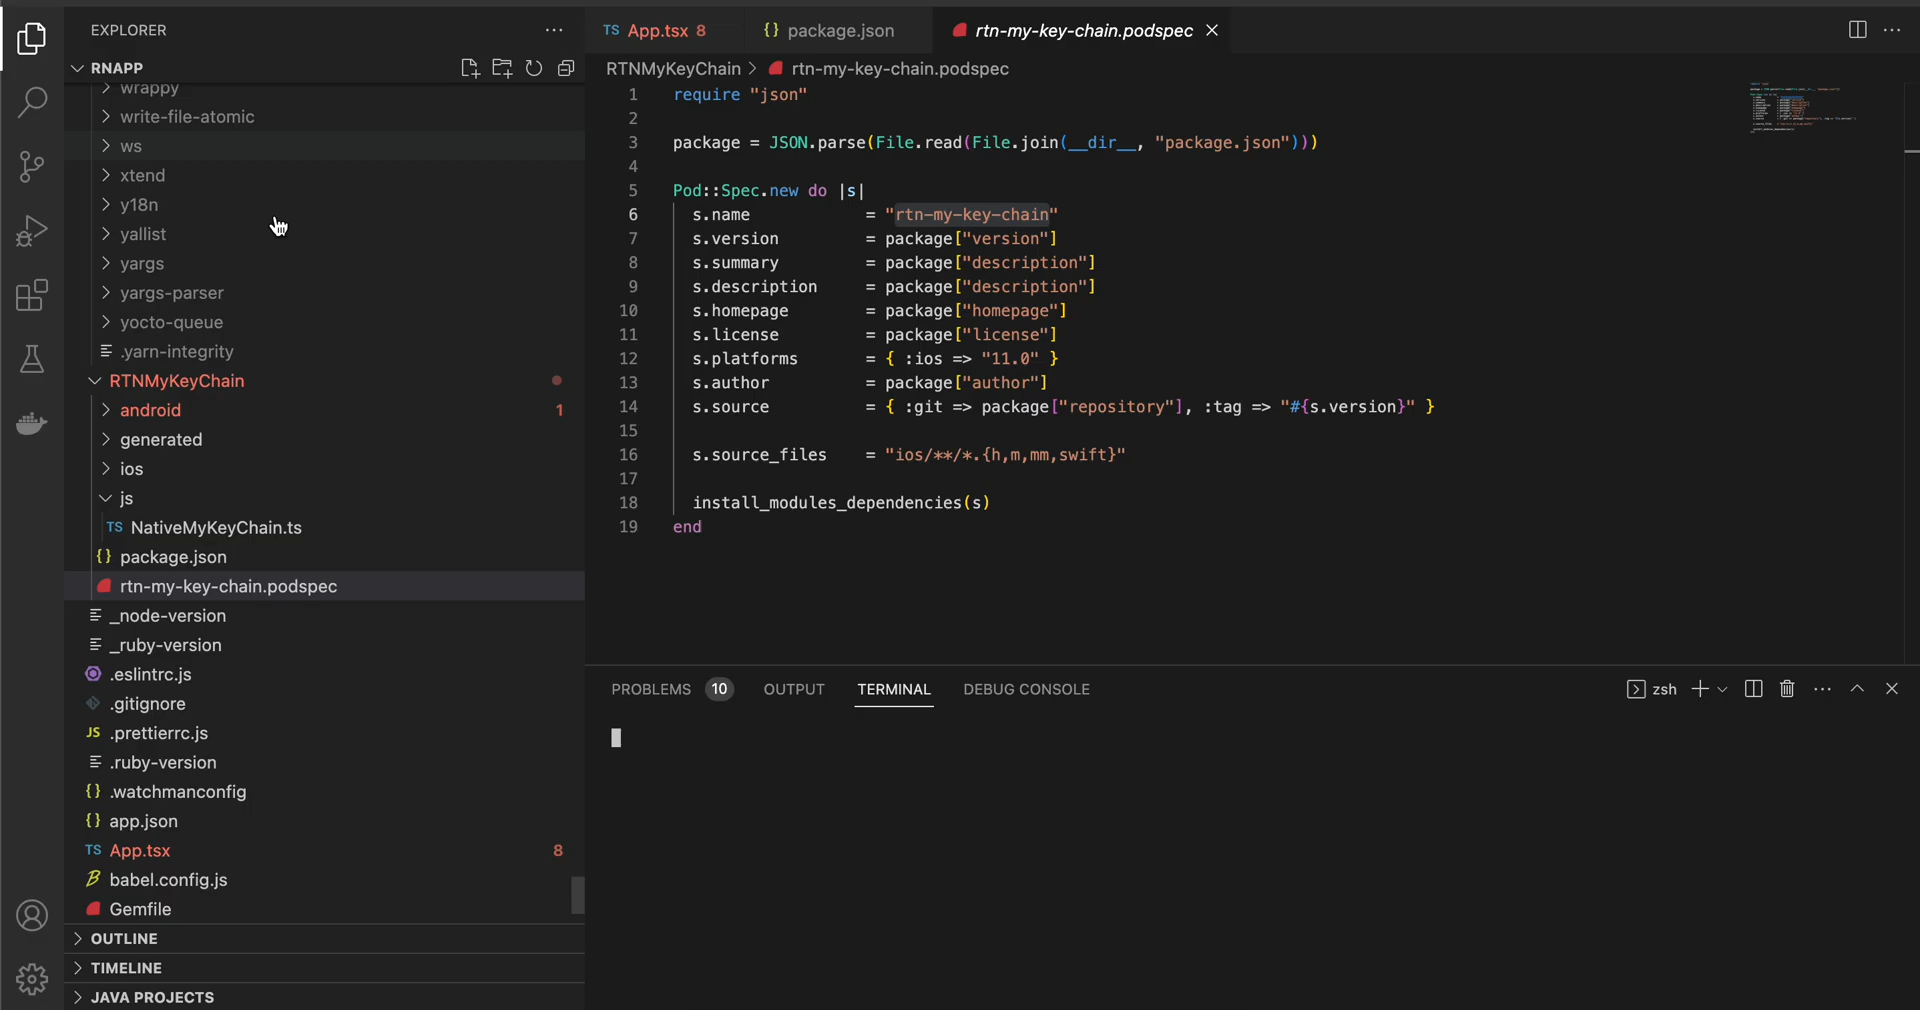 EXPLORER
RNAPP
wrappy
write-file-atomic
ws
xtend
y18n
yallist
yargs
yargs-parser
yocto-queue
.yarn-integrity
RTNMyKeyChain
android 1
generated
ios
js
TS NativeMyKeyChain.ts
{} package.json
rtn-my-key-chain.podspec
_node-version
_ruby-version
.eslintrc.js
.gitignore
JS .prettierrc.js
.ruby-version
{} .watchmanconfig
{} app.json
TS App.tsx 8
babel.config.js
Gemfile
OUTLINE
TIMELINE
JAVA PROJECTS
TS App.tsx 8 {} package.json rtn-my-key-chain.podspec
RTNMyKeyChain > rtn-my-key-chain.podspec
1 require "json"
2
3 package = JSON.parse(File.read(File.join(__dir__, "package.json")))
4
5 Pod::Spec.new do |s|
6 s.name = "rtn-my-key-chain"
7 s.version = package["version"]
8 s.summary = package["description"]
9 s.description = package["description"]
10 s.homepage = package["homepage"]
11 s.license = package["license"]
12 s.platforms = { :ios => "11.0" }
13 s.author = package["author"]
14 s.source = { :git => package["repository"], :tag => "#{s.version}" }
15
16 s.source_files = "ios/**/*.{h,m,mm,swift}"
17
18 install_modules_dependencies(s)
19 end
PROBLEMS 10 OUTPUT TERMINAL DEBUG CONSOLE zsh